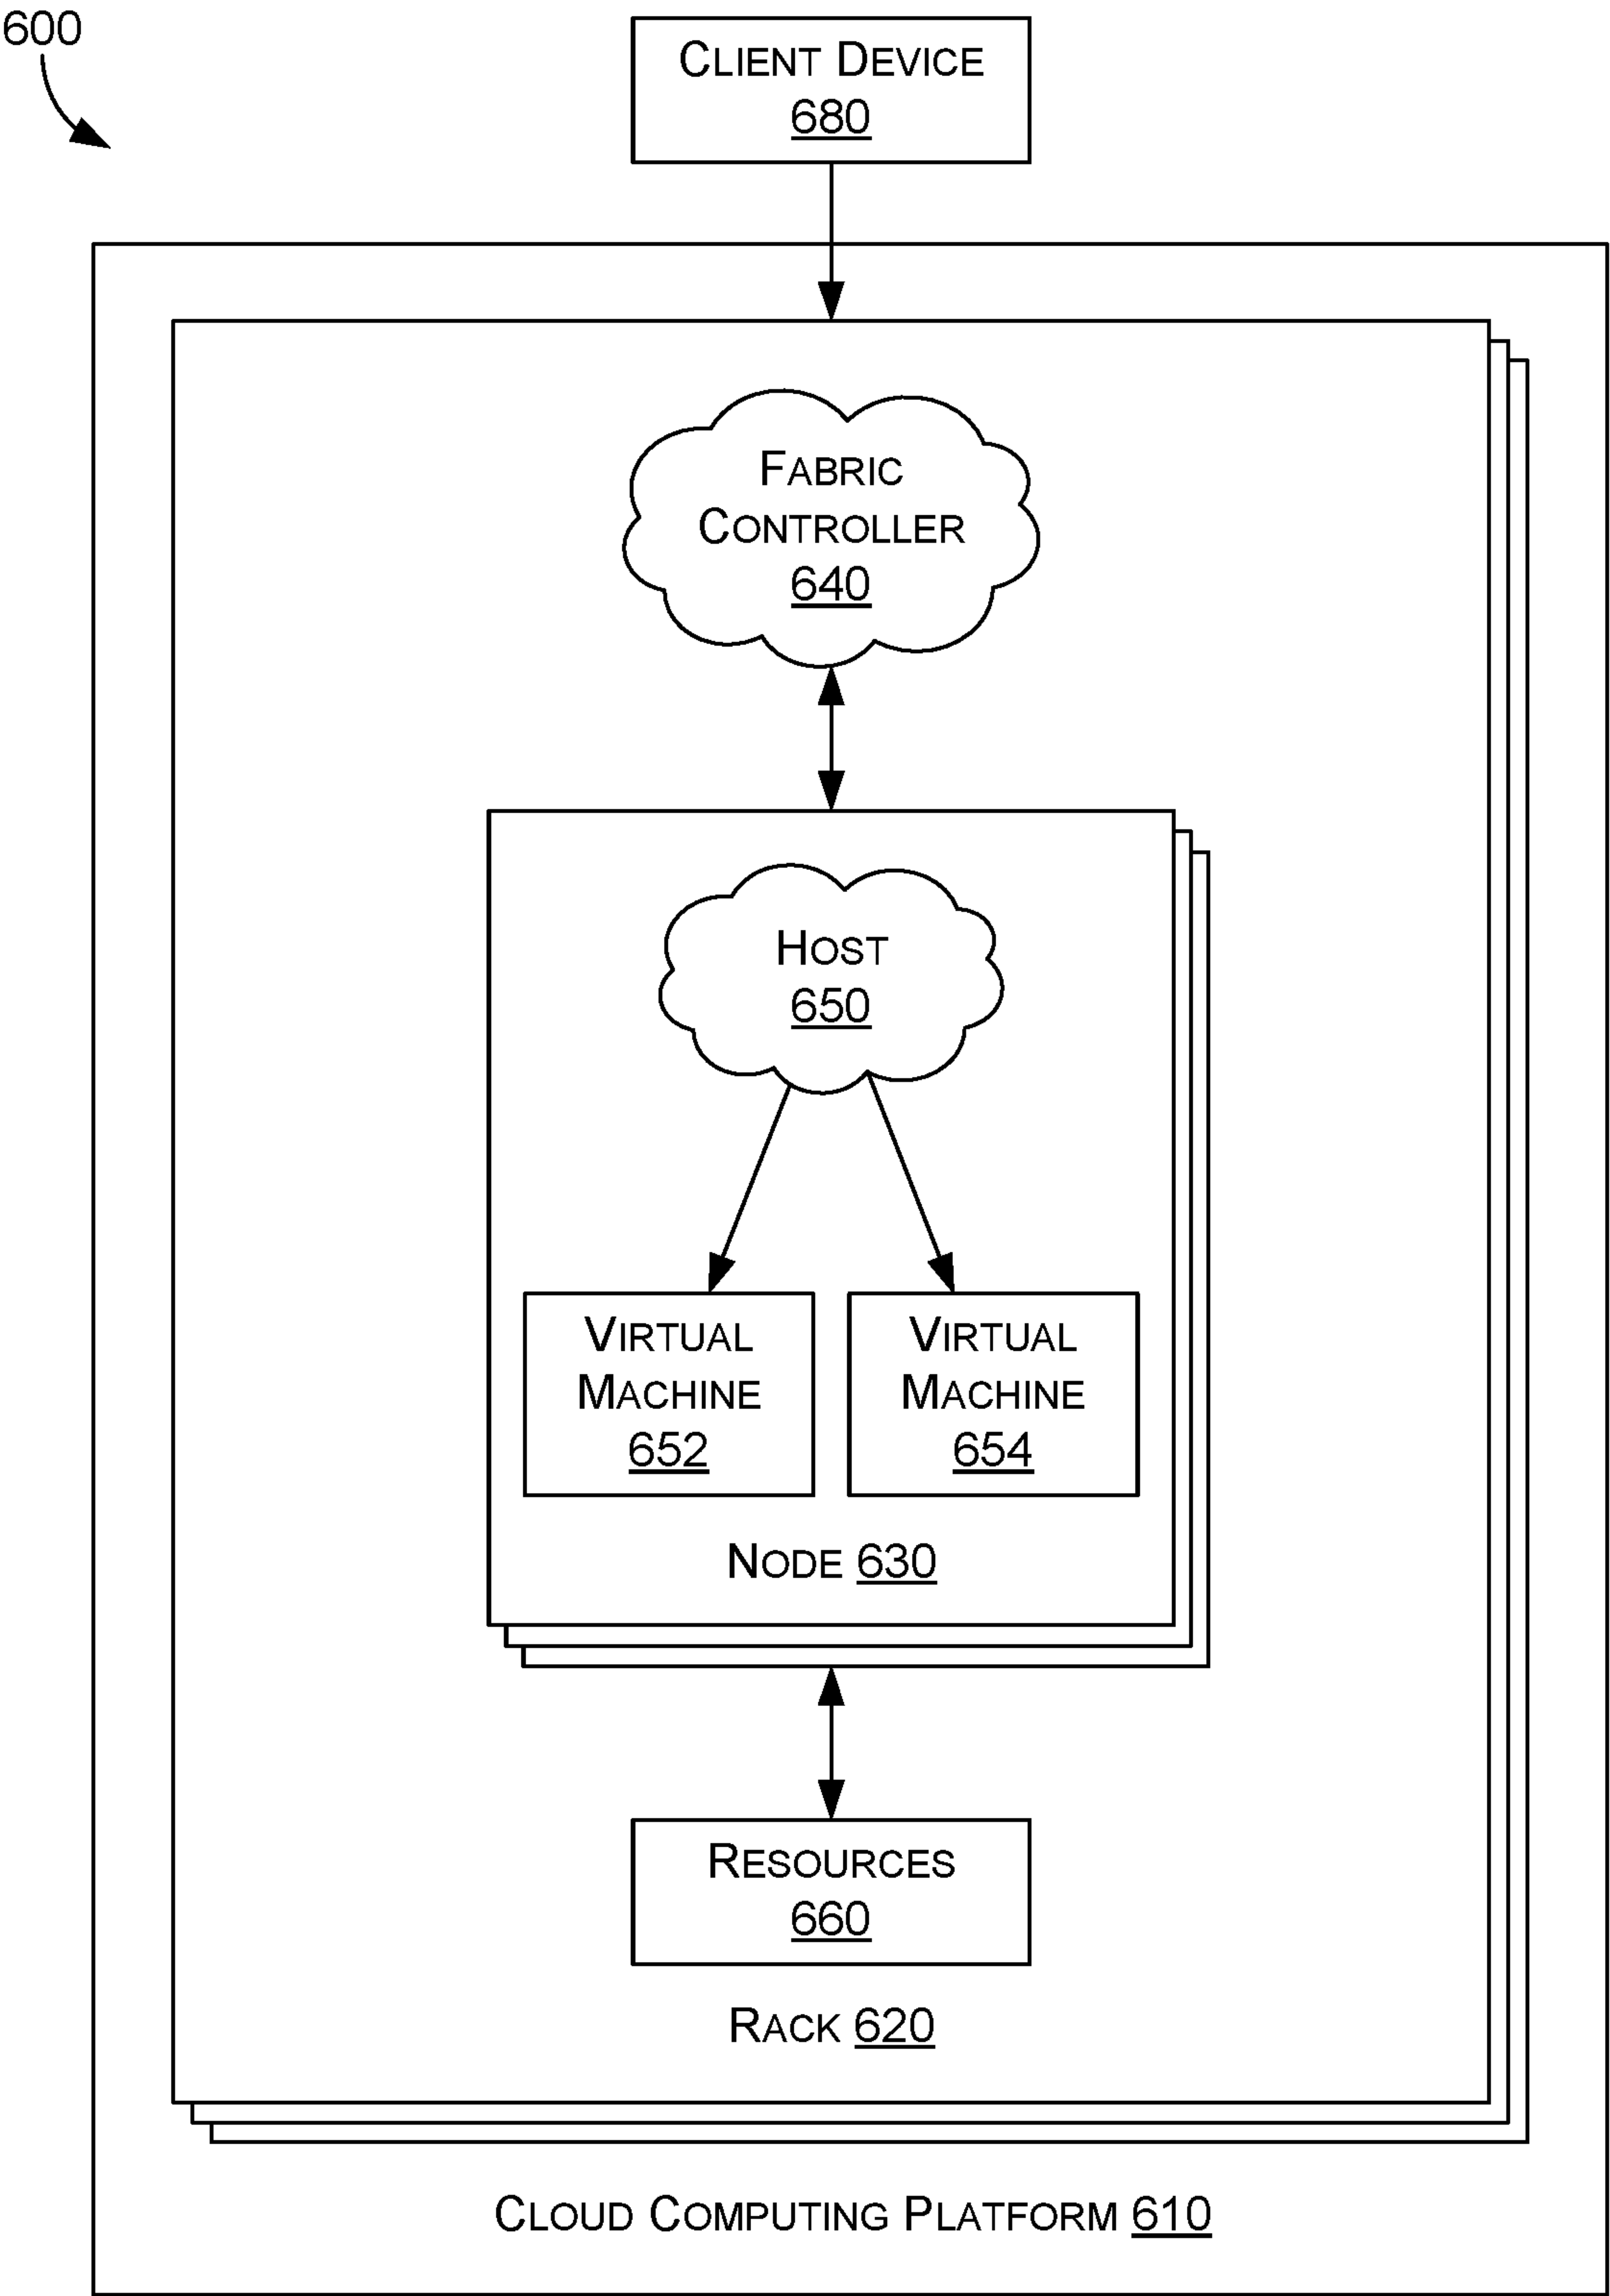 600
CLIENT DEVICE
680
FABRIC
CONTROLLER
640
HOST
650
VIRTUAL
MACHINE
652
VIRTUAL
MACHINE
654
NODE 630
RESOURCES
660
RACK 620
CLOUD COMPUTING PLATFORM 610